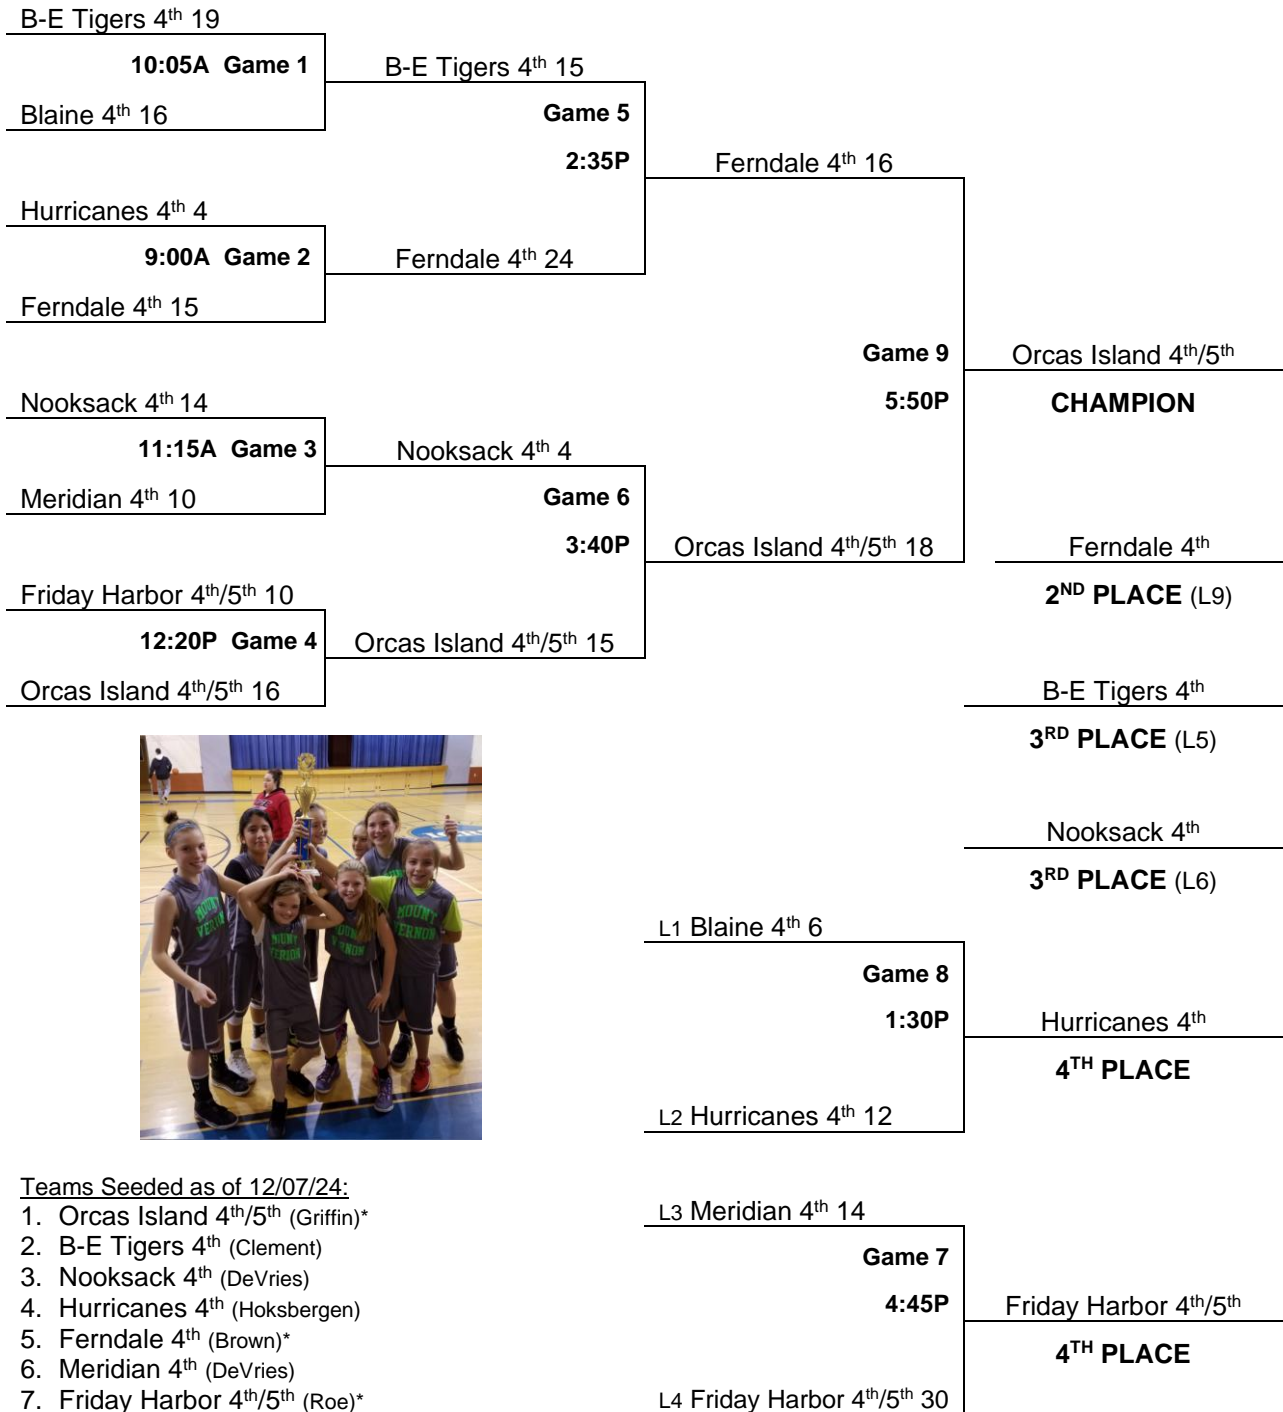 B-E Tigers 4th 19
10:05A Game 1
Blaine 4th 16
Hurricanes 4th 4
9:00A Game 2
Ferndale 4th 15
Nooksack 4th 14
11:15A Game 3
Meridian 4th 10
Friday Harbor 4th/5th 10
12:20P Game 4
Orcas Island 4th/5th 16
B-E Tigers 4th 15
Game 5
2:35P
Ferndale 4th 24
Nooksack 4th 4
Game 6
3:40P
Orcas Island 4th/5th 15
Ferndale 4th 16
Game 9
5:50P
Orcas Island 4th/5th 18
Orcas Island 4th/5th
CHAMPION
Ferndale 4th
2ND PLACE (L9)
B-E Tigers 4th
3RD PLACE (L5)
Nooksack 4th
3RD PLACE (L6)
L1 Blaine 4th 6
Game 8
1:30P
L2 Hurricanes 4th 12
Hurricanes 4th
4TH PLACE
L3 Meridian 4th 14
Game 7
4:45P
L4 Friday Harbor 4th/5th 30
Friday Harbor 4th/5th
4TH PLACE
MOUNT
VERNON
MOUNT
VERNON
MOUNT
VERNON
MOUNT
VERNON
Teams Seeded as of 12/07/24:
1. Orcas Island 4th/5th (Griffin)*
2. B-E Tigers 4th (Clement)
3. Nooksack 4th (DeVries)
4. Hurricanes 4th (Hoksbergen)
5. Ferndale 4th (Brown)*
6. Meridian 4th (DeVries)
7. Friday Harbor 4th/5th (Roe)*